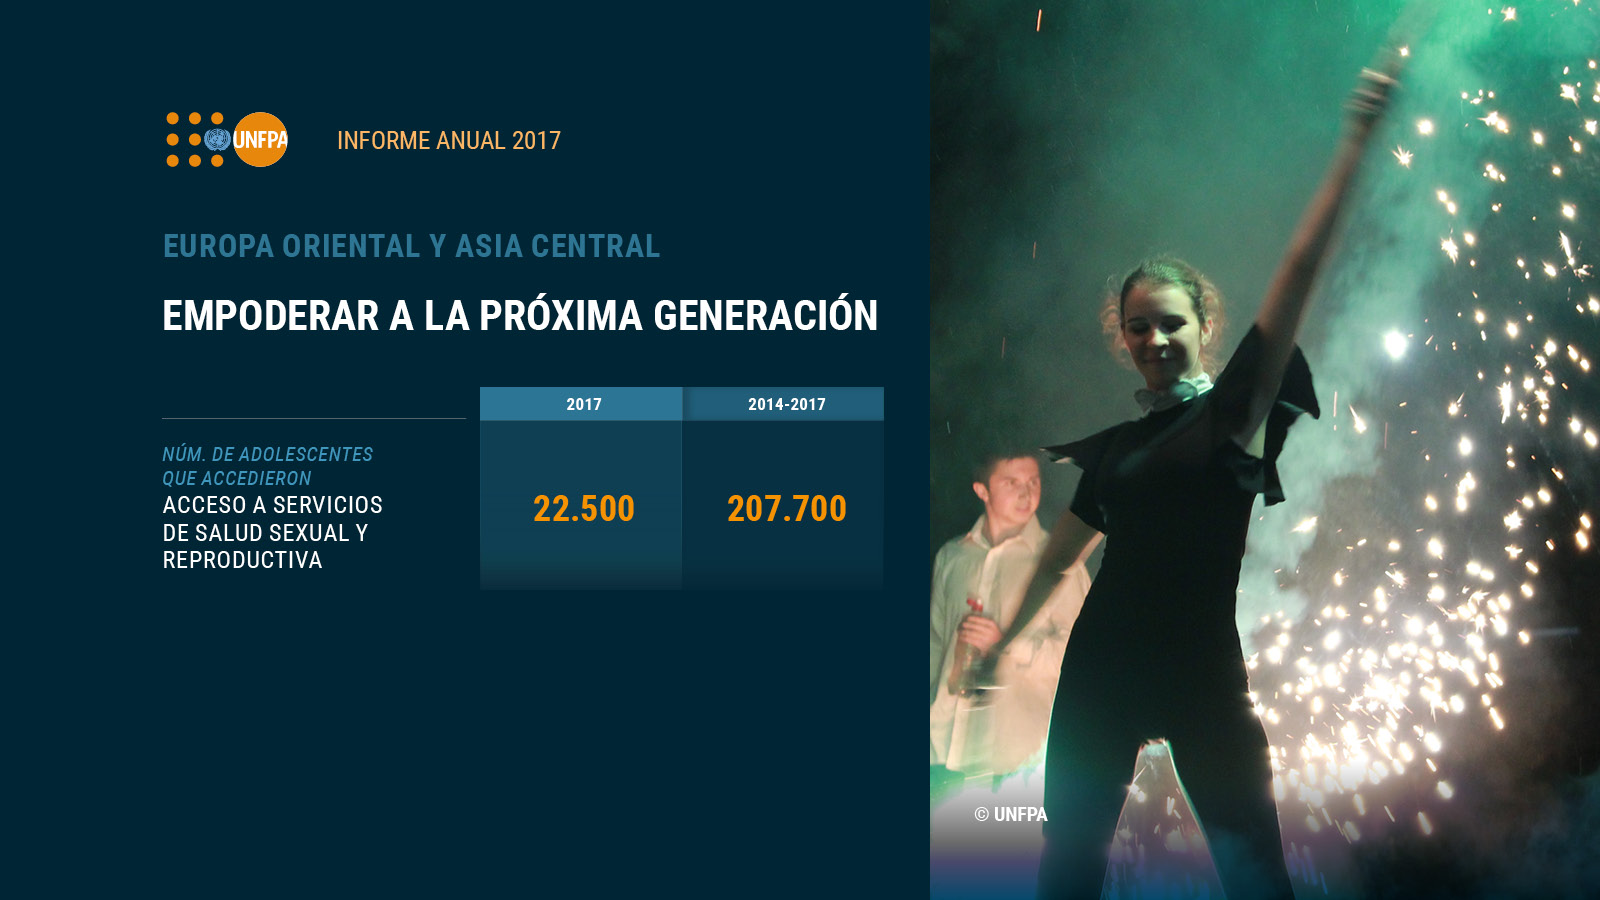 UNFPA
INFORME ANUAL 2017
EUROPA ORIENTAL Y ASIA CENTRAL
EMPODERAR A LA PRÓXIMA GENERACIÓN
2017
2014-2017
NÚM. DE ADOLESCENTES
QUE ACCEDIERON
ACCESO A SERVICIOS
DE SALUD SEXUAL Y
REPRODUCTIVA
22.500
207.700
© UNFPA